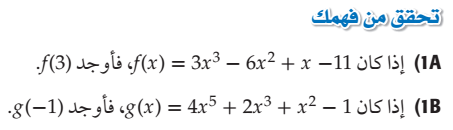 تحقق من فهمك
1A) إذا كان f(x) = 3x³ − 6x² + x −11، فأوجد f(3).
1B) إذا كان g(x) = 4x⁵ + 2x³ + x² − 1، فأوجد g(−1).